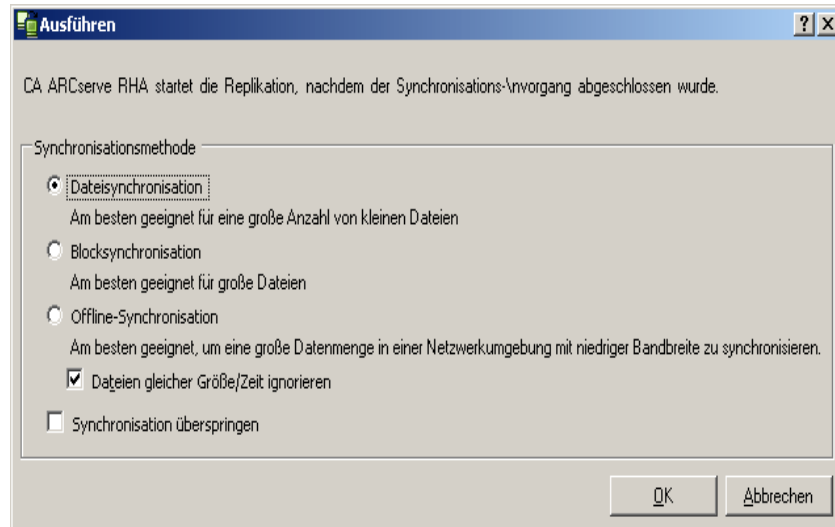 Ausführen
CA ARCserve RHA startet die Replikation, nachdem der Synchronisations-\nvorgang abgeschlossen wurde.
Synchronisationsmethode
Dateisynchronisation
Am besten geeignet für eine große Anzahl von kleinen Dateien
Blocksynchronisation
Am besten geeignet für große Dateien
Offline-Synchronisation
Am besten geeignet, um eine große Datenmenge in einer Netzwerkumgebung mit niedriger Bandbreite zu synchronisieren.
Dateien gleicher Größe/Zeit ignorieren
Synchronisation überspringen
OK Abbrechen